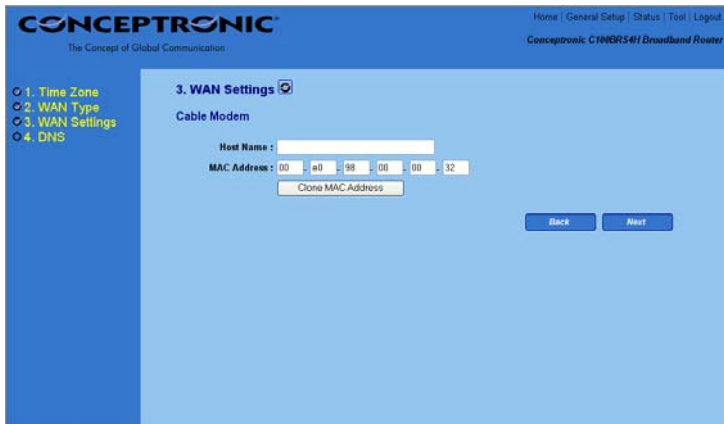 CONCEPTRONIC
The Concept of Global Communication
Home | General Setup | Status | Tool | Logout
Conceptronic C100BRS4H Broadband Router
1. Time Zone
2. WAN Type
3. WAN Settings
4. DNS
3. WAN Settings
Cable Modem
Host Name :
MAC Address : 00 - e0 - 98 - 00 - 00 - 32
Clone MAC Address
Back Next